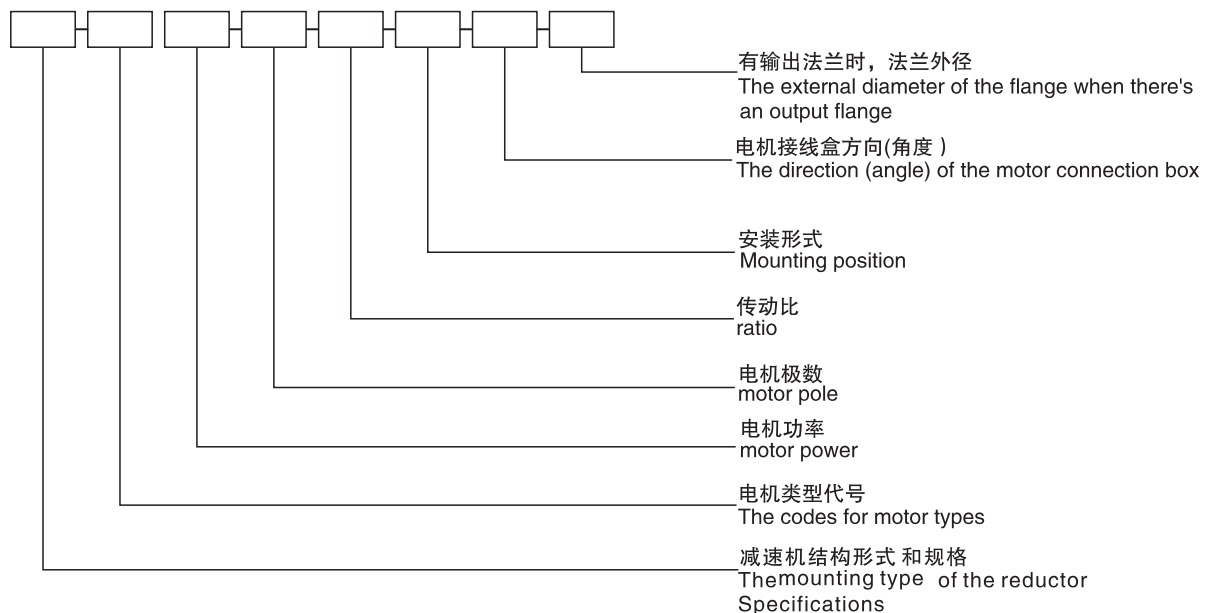 有输出法兰时，法兰外径
The external diameter of the flange when there's
an output flange
电机接线盒方向(角度 )
The direction (angle) of the motor connection box
安装形式
Mounting position
传动比
ratio
电机极数
motor pole
电机功率
motor power
电机类型代号
The codes for motor types
减速机结构形式 和规格
Themounting type of the reductor
Specifications